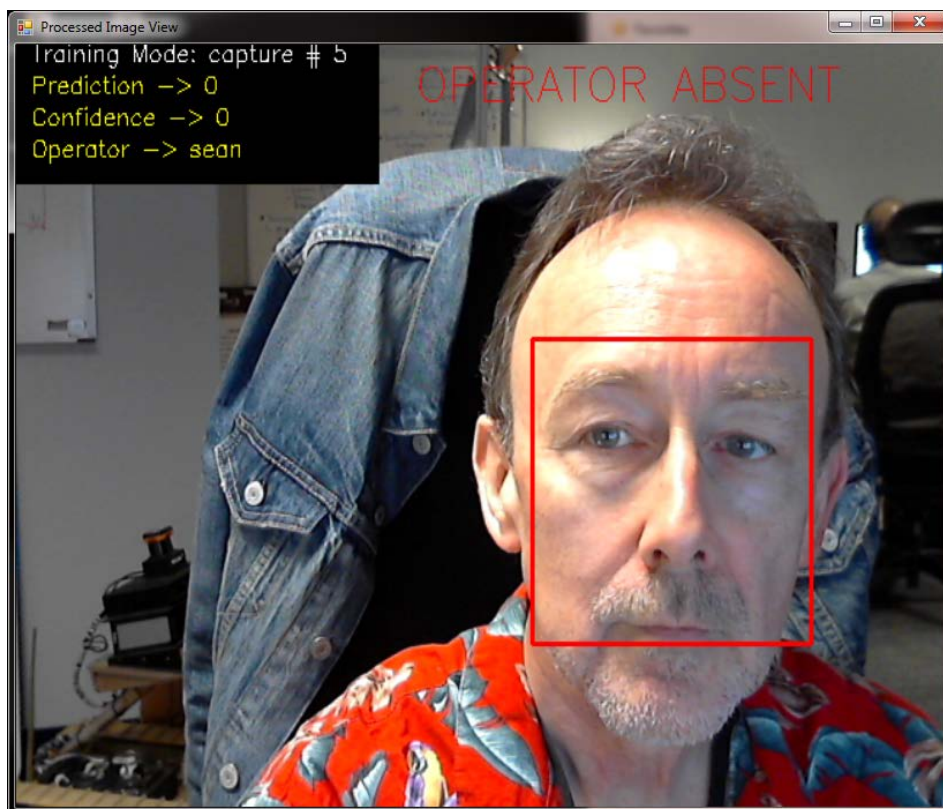 Processed Image View
Training Mode: capture # 5
Prediction -> 0
Confidence -> 0
Operator -> sean
OPERATOR ABSENT